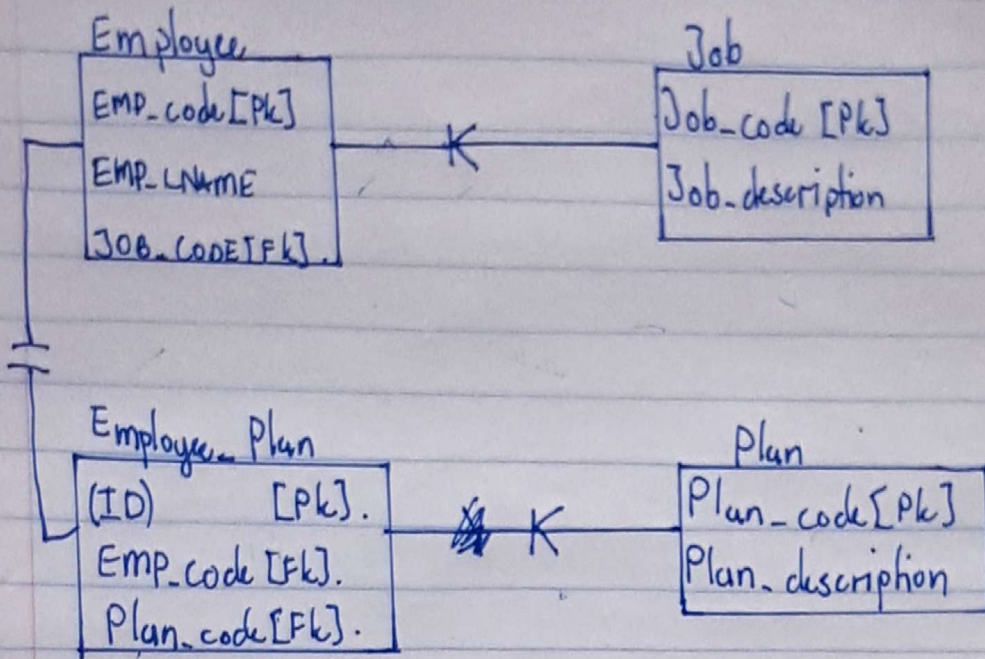 Employee
EMP_code [Pk]
EMP_LNAME
JOB_CODE [Fk].
Job
Job_code [Pk]
Job_description
Employee_Plan
(ID) [Pk].
Emp_code [Fk].
Plan_code [Fk].
Plan
Plan_code [Pk]
Plan_description